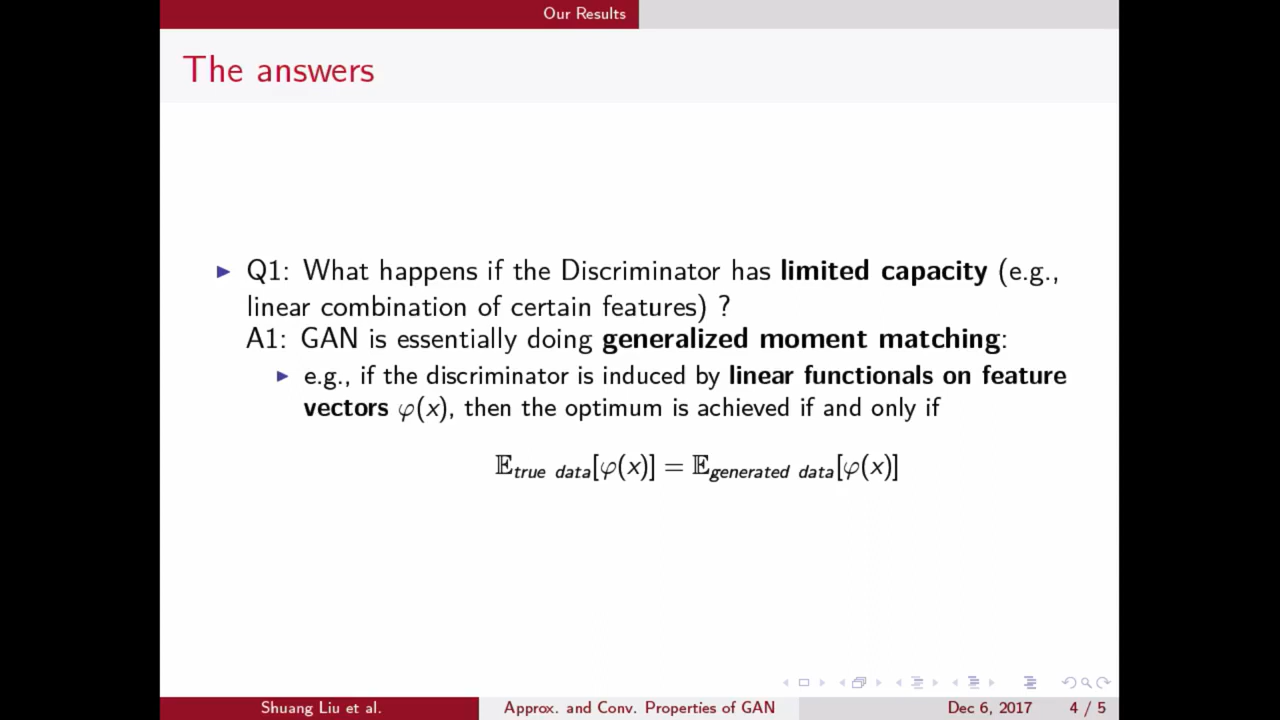 Our Results
The answers
Q1: What happens if the Discriminator has limited capacity (e.g.,
linear combination of certain features) ?
A1: GAN is essentially doing generalized moment matching:
e.g., if the discriminator is induced by linear functionals on feature
vectors φ(x), then the optimum is achieved if and only if
𝔼true data[φ(x)] = 𝔼generated data[φ(x)]
Shuang Liu et al.
Approx. and Conv. Properties of GAN
Dec 6, 2017
4 / 5